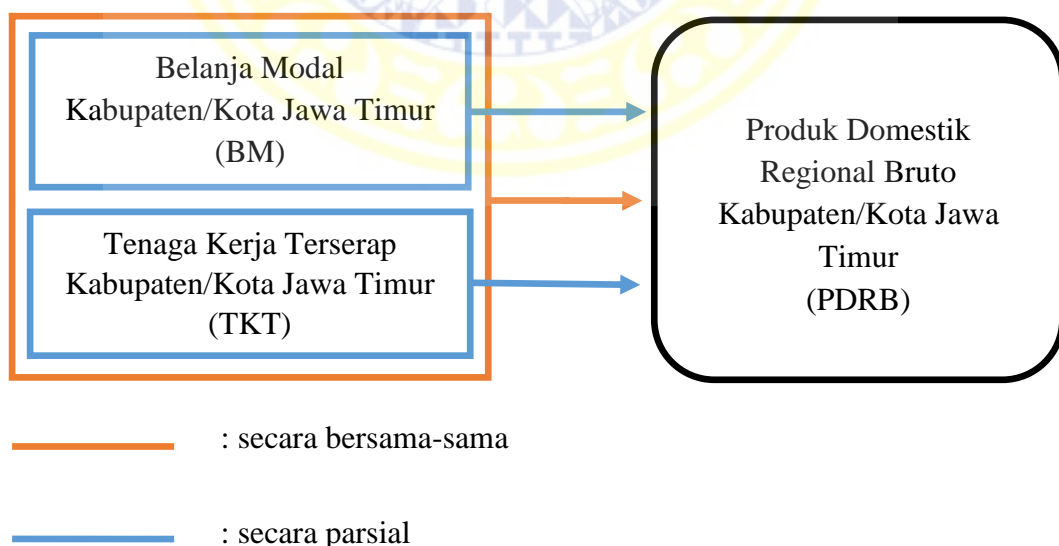 Belanja Modal
Kabupaten/Kota Jawa Timur
(BM)
Tenaga Kerja Terserap
Kabupaten/Kota Jawa Timur
(TKT)
Produk Domestik
Regional Bruto
Kabupaten/Kota Jawa
Timur
(PDRB)
: secara bersama-sama
: secara parsial